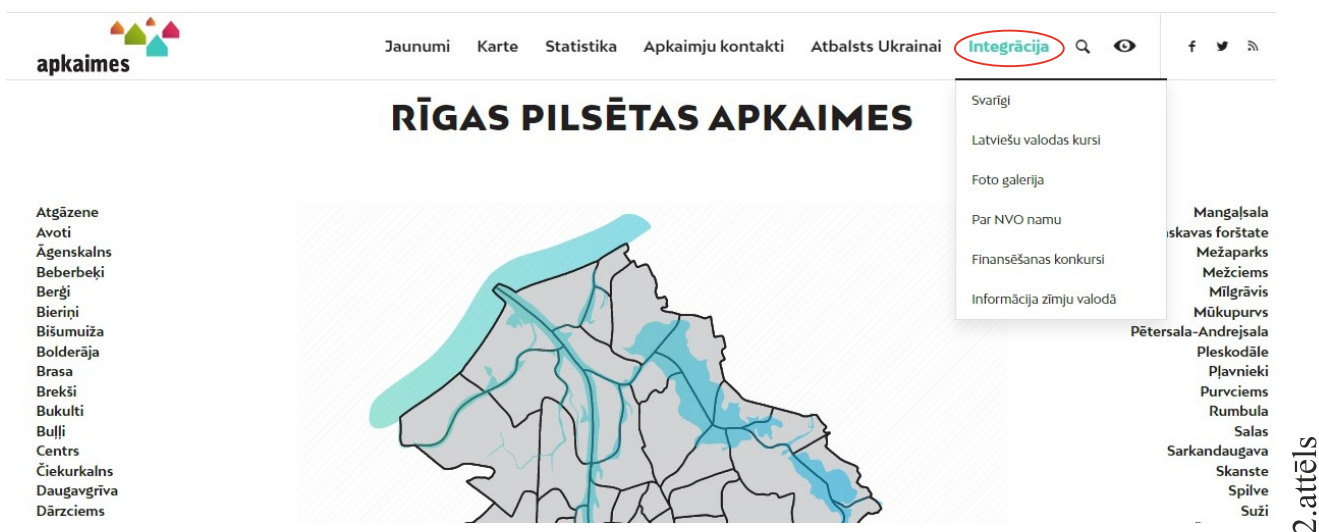 apkaimes
Jaunumi Karte Statistika Apkaimju kontakti Atbalsts Ukrainai Integrācija
RĪGAS PILSĒTAS APKAIMES
Svarīgi
Latviešu valodas kursi
Foto galerija
Par NVO namu
Finansēšanas konkursi
Informācija zīmju valodā
Atgāzene
Avoti
Āgenskalns
Beberbeķi
Berģi
Bieriņi
Bišumuiža
Bolderāja
Brasa
Brekši
Bukulti
Buļļi
Centrs
Čiekurkalns
Daugavgrīva
Dārzciems
Mangaļsala
forštate
Mežaparks
Mežciems
Mīlgrāvis
Mūkupurvs
Pētersala-Andrejsala
Pleskodāle
Pļavnieki
Purvciems
Rumbula
Salas
Sarkandaugava
Skanste
Spilve
Suži
2.attēls